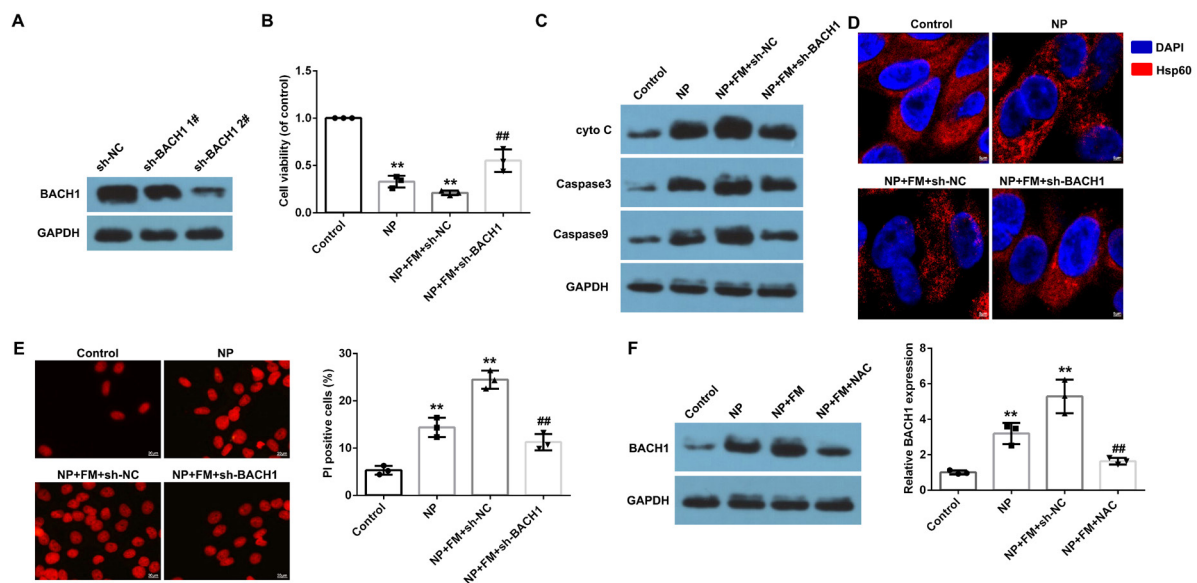 A
sh-NC
sh-BACH1 1#
sh-BACH1 2#
BACH1
GAPDH
B
Cell viability (of control)
1.5
1.0
0.5
0.0
**
**
##
Control
NP
NP+FM+sh-NC
NP+FM+sh-BACH1
C
Control
NP
NP+FM+sh-NC
NP+FM+sh-BACH1
cyto C
Caspase3
Caspase9
GAPDH
D
Control
NP
DAPI
Hsp60
NP+FM+sh-NC
NP+FM+sh-BACH1
E
Control
NP
NP+FM+sh-NC
NP+FM+sh-BACH1
PI positive cells (%)
30
20
10
0
**
**
##
Control
NP
NP+FM+sh-NC
NP+FM+sh-BACH1
F
Control
NP
NP+FM
NP+FM+NAC
BACH1
GAPDH
Relative BACH1 expression
8
6
4
2
0
**
**
##
Control
NP
NP+FM+sh-NC
NP+FM+NAC